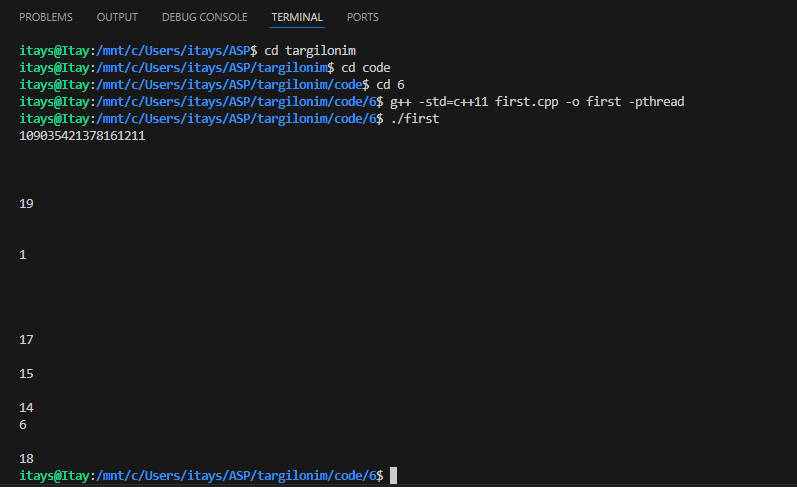 PROBLEMS OUTPUT DEBUG CONSOLE TERMINAL PORTS
itays@Itay:/mnt/c/Users/itays/ASP$ cd targilonim
itays@Itay:/mnt/c/Users/itays/ASP/targilonim$ cd code
itays@Itay:/mnt/c/Users/itays/ASP/targilonim/code$ cd 6
itays@Itay:/mnt/c/Users/itays/ASP/targilonim/code/6$ g++ -std=c++11 first.cpp -o first -pthread
itays@Itay:/mnt/c/Users/itays/ASP/targilonim/code/6$ ./first
109035421378161211
19
1
17
15
14
6
18
itays@Itay:/mnt/c/Users/itays/ASP/targilonim/code/6$